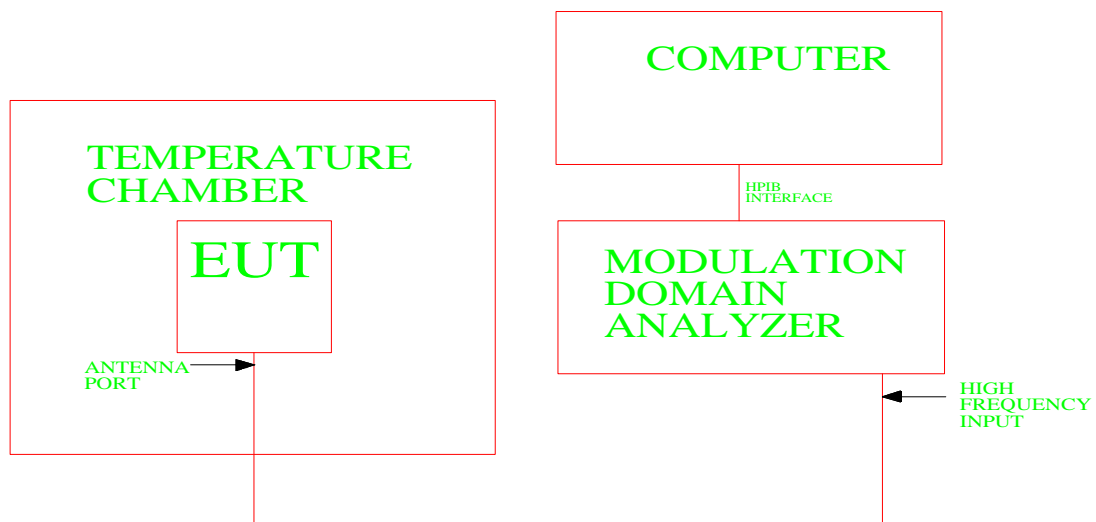 COMPUTER
TEMPERATURE
CHAMBER
HPIB
INTERFACE
EUT
MODULATION
DOMAIN
ANALYZER
ANTENNA
PORT
HIGH
FREQUENCY
INPUT